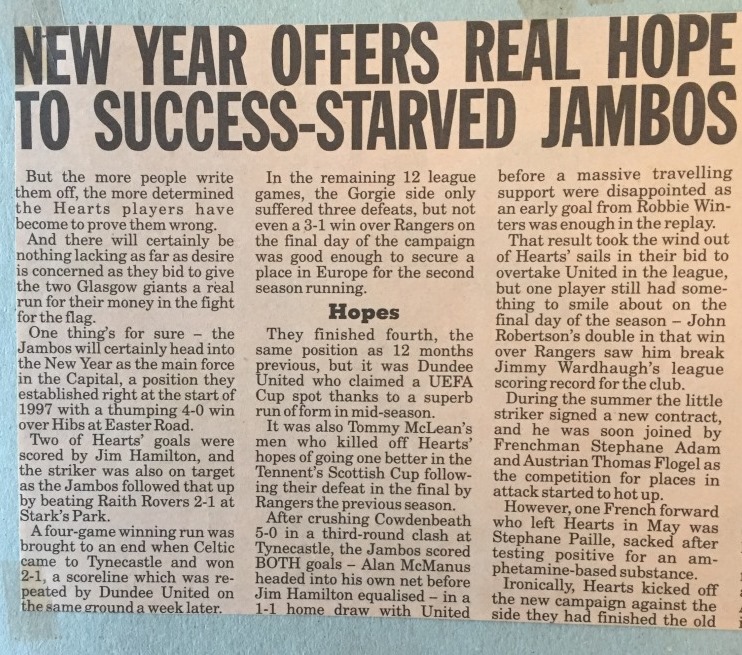 NEW YEAR OFFERS REAL HOPE
TO SUCCESS-STARVED JAMBOS
But the more people write
them off, the more determined
the Hearts players have
become to prove them wrong.
And there will certainly be
nothing lacking as far as desire
is concerned as they bid to give
the two Glasgow giants a real
run for their money in the fight
for the flag.
One thing's for sure – the
Jambos will certainly head into
the New Year as the main force
in the Capital, a position they
established right at the start of
1997 with a thumping 4-0 win
over Hibs at Easter Road.
Two of Hearts' goals were
scored by Jim Hamilton, and
the striker was also on target
as the Jambos followed that up
by beating Raith Rovers 2-1 at
Stark's Park.
A four-game winning run was
brought to an end when Celtic
came to Tynecastle and won
2-1, a scoreline which was re-
peated by Dundee United on
the same ground a week later.
In the remaining 12 league
games, the Gorgie side only
suffered three defeats, but not
even a 3-1 win over Rangers on
the final day of the campaign
was good enough to secure a
place in Europe for the second
season running.
Hopes
They finished fourth, the
same position as 12 months
previous, but it was Dundee
United who claimed a UEFA
Cup spot thanks to a superb
run of form in mid-season.
It was also Tommy McLean's
men who killed off Hearts'
hopes of going one better in the
Tennent's Scottish Cup follow-
ing their defeat in the final by
Rangers the previous season.
After crushing Cowdenbeath
5-0 in a third-round clash at
Tynecastle, the Jambos scored
BOTH goals – Alan McManus
headed into his own net before
Jim Hamilton equalised – in a
1-1 home draw with United
before a massive travelling
support were disappointed as
an early goal from Robbie Win-
ters was enough in the replay.
That result took the wind out
of Hearts' sails in their bid to
overtake United in the league,
but one player still had some-
thing to smile about on the
final day of the season – John
Robertson's double in that win
over Rangers saw him break
Jimmy Wardhaugh's league
scoring record for the club.
During the summer the little
striker signed a new contract,
and he was soon joined by
Frenchman Stephane Adam
and Austrian Thomas Flogel as
the competition for places in
attack started to hot up.
However, one French forward
who left Hearts in May was
Stephane Paille, sacked after
testing positive for an am-
phetamine-based substance.
Ironically, Hearts kicked off
the new campaign against the
side they had finished the old